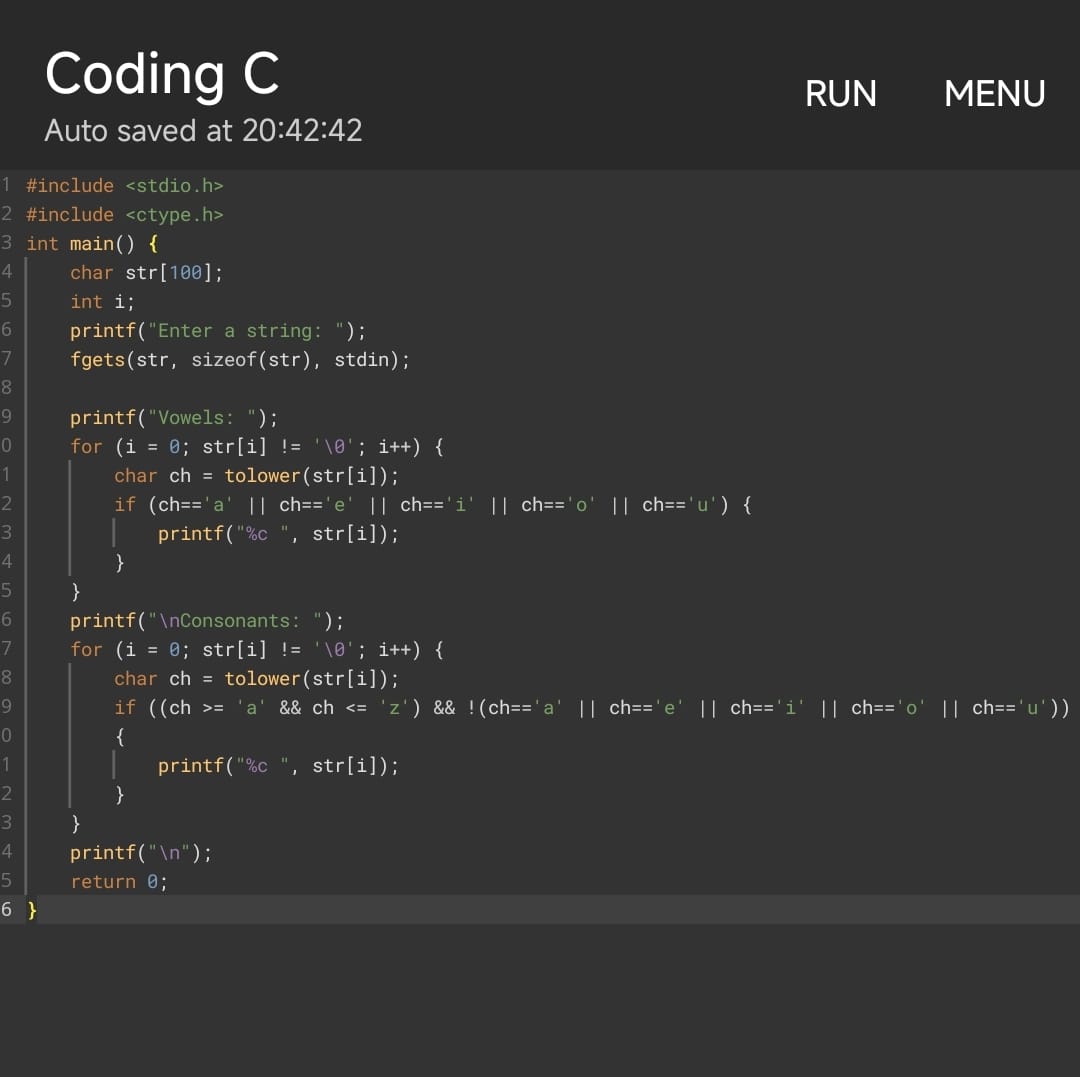 Coding C
RUN MENU
Auto saved at 20:42:42
1 #include <stdio.h>
2 #include <ctype.h>
3 int main() {
4     char str[100];
5     int i;
6     printf("Enter a string: ");
7     fgets(str, sizeof(str), stdin);
8
9     printf("Vowels: ");
0     for (i = 0; str[i] != '\0'; i++) {
1         char ch = tolower(str[i]);
2         if (ch=='a' || ch=='e' || ch=='i' || ch=='o' || ch=='u') {
3             printf("%c ", str[i]);
4         }
5     }
6     printf("\nConsonants: ");
7     for (i = 0; str[i] != '\0'; i++) {
8         char ch = tolower(str[i]);
9         if ((ch >= 'a' && ch <= 'z') && !(ch=='a' || ch=='e' || ch=='i' || ch=='o' || ch=='u'))
0         {
1             printf("%c ", str[i]);
2         }
3     }
4     printf("\n");
5     return 0;
6 }